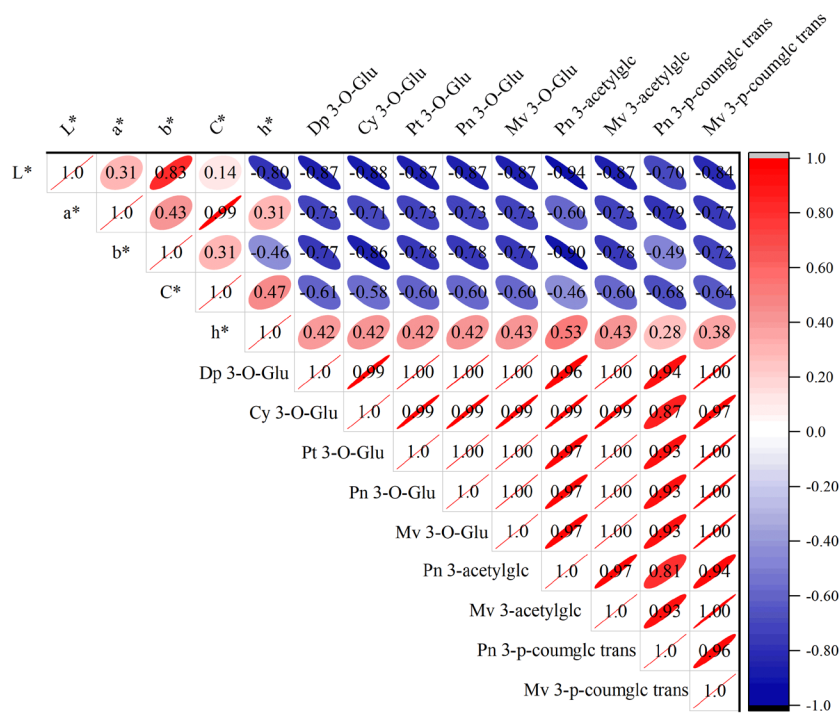 L* a* b* C* h* Dp 3-O-Glu Cy 3-O-Glu Pt 3-O-Glu Pn 3-O-Glu Mv 3-O-Glu Pn 3-acetylglc Mv 3-acetylglc Pn 3-p-coumglc trans Mv 3-p-coumglc trans
L* 1.0 0.31 0.83 0.14 -0.80 -0.87 -0.88 -0.87 -0.87 -0.87 -0.94 -0.87 -0.70 -0.84
a* 1.0 0.43 0.99 0.31 -0.73 -0.71 -0.73 -0.73 -0.73 -0.60 -0.73 -0.79 -0.77
b* 1.0 0.31 -0.46 -0.77 -0.86 -0.78 -0.78 -0.77 -0.90 -0.78 -0.49 -0.72
C* 1.0 0.47 -0.61 -0.58 -0.60 -0.60 -0.60 -0.46 -0.60 -0.68 -0.64
h* 1.0 0.42 0.42 0.42 0.42 0.43 0.53 0.43 0.28 0.38
Dp 3-O-Glu 1.0 0.99 1.00 1.00 1.00 0.96 1.00 0.94 1.00
Cy 3-O-Glu 1.0 0.99 0.99 0.99 0.99 0.99 0.87 0.97
Pt 3-O-Glu 1.0 1.00 1.00 0.97 1.00 0.93 1.00
Pn 3-O-Glu 1.0 1.00 0.97 1.00 0.93 1.00
Mv 3-O-Glu 1.0 0.97 1.00 0.93 1.00
Pn 3-acetylglc 1.0 0.97 0.81 0.94
Mv 3-acetylglc 1.0 0.93 1.00
Pn 3-p-coumglc trans 1.0 0.96
Mv 3-p-coumglc trans 1.0
1.0
0.80
0.60
0.40
0.20
0.0
-0.20
-0.40
-0.60
-0.80
-1.0